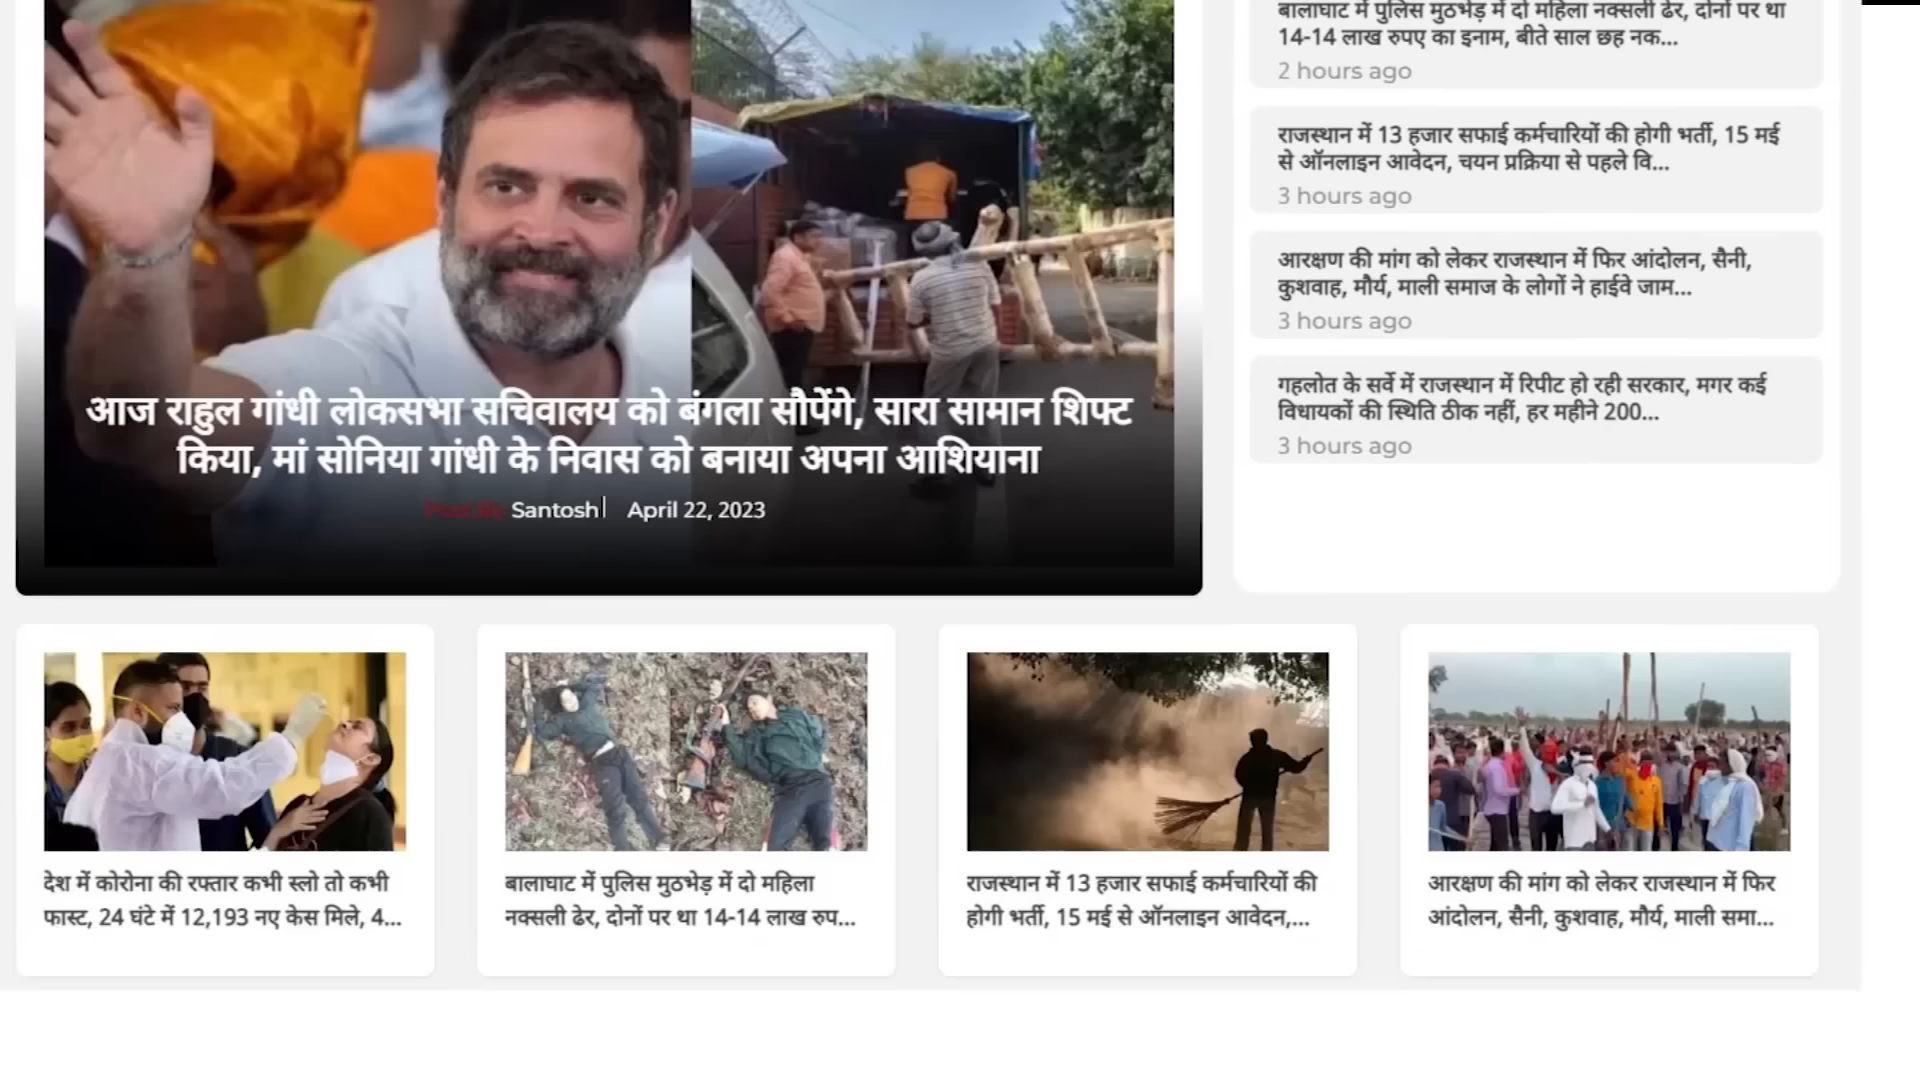 आज राहुल गांधी लोकसभा सचिवालय को बंगला सौपेंगे, सारा सामान शिफ्ट
किया, मां सोनिया गांधी के निवास को बनाया अपना आशियाना
Post By Santosh | April 22, 2023
बालाघाट में पुलिस मुठभेड़ में दो महिला नक्सली ढेर, दोनों पर था
14-14 लाख रुपए का इनाम, बीते साल छह नक...
2 hours ago
राजस्थान में 13 हजार सफाई कर्मचारियों की होगी भर्ती, 15 मई
से ऑनलाइन आवेदन, चयन प्रक्रिया से पहले वि...
3 hours ago
आरक्षण की मांग को लेकर राजस्थान में फिर आंदोलन, सैनी,
कुशवाह, मौर्य, माली समाज के लोगों ने हाईवे जाम...
3 hours ago
गहलोत के सर्वे में राजस्थान में रिपीट हो रही सरकार, मगर कई
विधायकों की स्थिति ठीक नहीं, हर महीने 200...
3 hours ago
देश में कोरोना की रफ्तार कभी स्लो तो कभी
फास्ट, 24 घंटे में 12,193 नए केस मिले, 4...
बालाघाट में पुलिस मुठभेड़ में दो महिला
नक्सली ढेर, दोनों पर था 14-14 लाख रुप...
राजस्थान में 13 हजार सफाई कर्मचारियों की
होगी भर्ती, 15 मई से ऑनलाइन आवेदन,...
आरक्षण की मांग को लेकर राजस्थान में फिर
आंदोलन, सैनी, कुशवाह, मौर्य, माली समा...